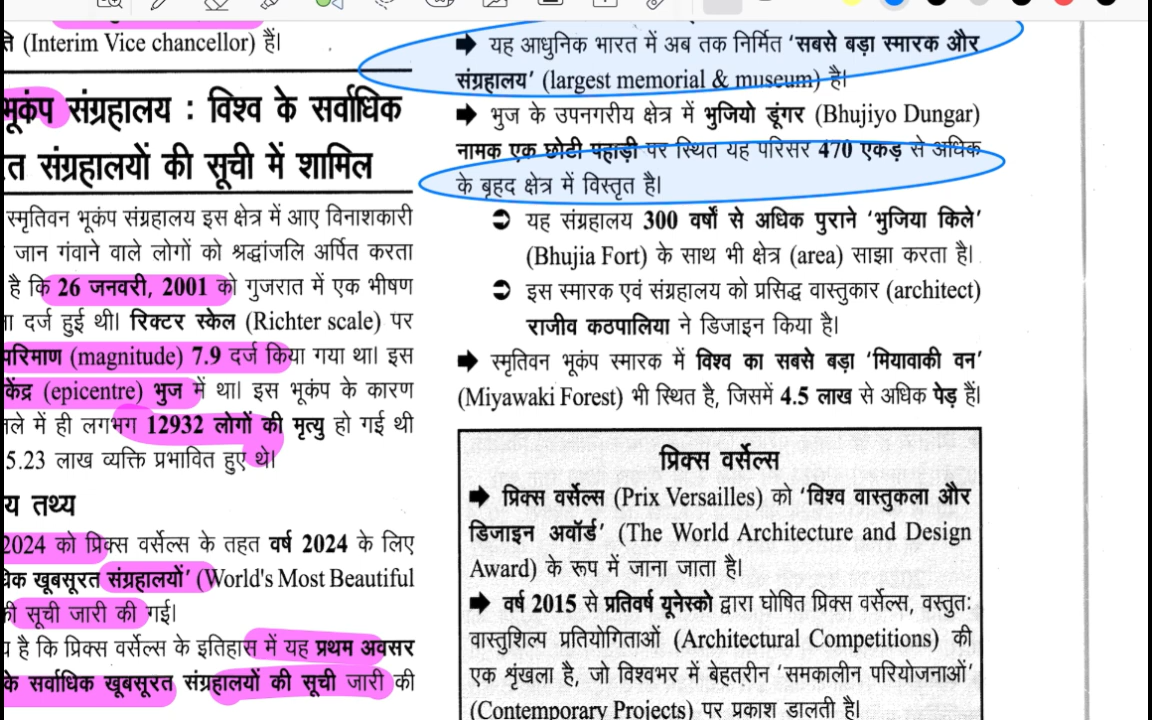 ति (Interim Vice chancellor) हैं।
भूकंप संग्रहालय : विश्व के सर्वाधिक
त संग्रहालयों की सूची में शामिल
स्मृतिवन भूकंप संग्रहालय इस क्षेत्र में आए विनाशकारी
जान गंवाने वाले लोगों को श्रद्धांजलि अर्पित करता
है कि 26 जनवरी, 2001 को गुजरात में एक भीषण
दर्ज हुई थी। रिक्टर स्केल (Richter scale) पर
परिमाण (magnitude) 7.9 दर्ज किया गया था। इस
केंद्र (epicentre) भुज में था। इस भूकंप के कारण
ले में ही लगभग 12932 लोगों की मृत्यु हो गई थी
5.23 लाख व्यक्ति प्रभावित हुए थे।
य तथ्य
2024 को प्रिक्स वर्सेल्स के तहत वर्ष 2024 के लिए
धिक खूबसूरत संग्रहालयों' (World's Most Beautiful
की सूची जारी की गई।
य है कि प्रिक्स वर्सेल्स के इतिहास में यह प्रथम अवसर
के सर्वाधिक खूबसूरत संग्रहालयों की सूची जारी की
➡ यह आधुनिक भारत में अब तक निर्मित 'सबसे बड़ा स्मारक और
संग्रहालय' (largest memorial & museum) है।
➡ भुज के उपनगरीय क्षेत्र में भुजियो डूंगर (Bhujiyo Dungar)
नामक एक छोटी पहाड़ी पर स्थित यह परिसर 470 एकड़ से अधिक
के बृहद क्षेत्र में विस्तृत है।
➲ यह संग्रहालय 300 वर्षों से अधिक पुराने 'भुजिया किले'
(Bhujia Fort) के साथ भी क्षेत्र (area) साझा करता है।
➲ इस स्मारक एवं संग्रहालय को प्रसिद्ध वास्तुकार (architect)
राजीव कठपालिया ने डिजाइन किया है।
➡ स्मृतिवन भूकंप स्मारक में विश्व का सबसे बड़ा 'मियावाकी वन'
(Miyawaki Forest) भी स्थित है, जिसमें 4.5 लाख से अधिक पेड़ हैं।
प्रिक्स वर्सेल्स
➡ प्रिक्स वर्सेल्स (Prix Versailles) को 'विश्व वास्तुकला और
डिजाइन अवॉर्ड' (The World Architecture and Design
Award) के रूप में जाना जाता है।
➡ वर्ष 2015 से प्रतिवर्ष यूनेस्को द्वारा घोषित प्रिक्स वर्सेल्स, वस्तुतः
वास्तुशिल्प प्रतियोगिताओं (Architectural Competitions) की
एक शृंखला है, जो विश्वभर में बेहतरीन 'समकालीन परियोजनाओं'
(Contemporary Projects) पर प्रकाश डालती है।